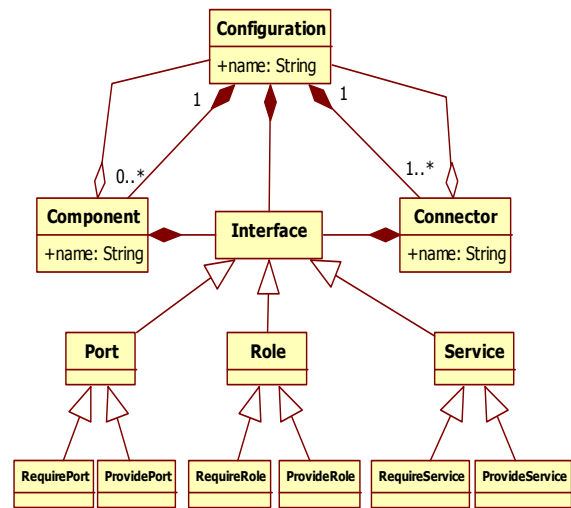 Configuration
+name: String
1
1
0..*
1..*
Component
+name: String
Interface
Connector
+name: String
Port
Role
Service
RequirePort
ProvidePort
RequireRole
ProvideRole
RequireService
ProvideService